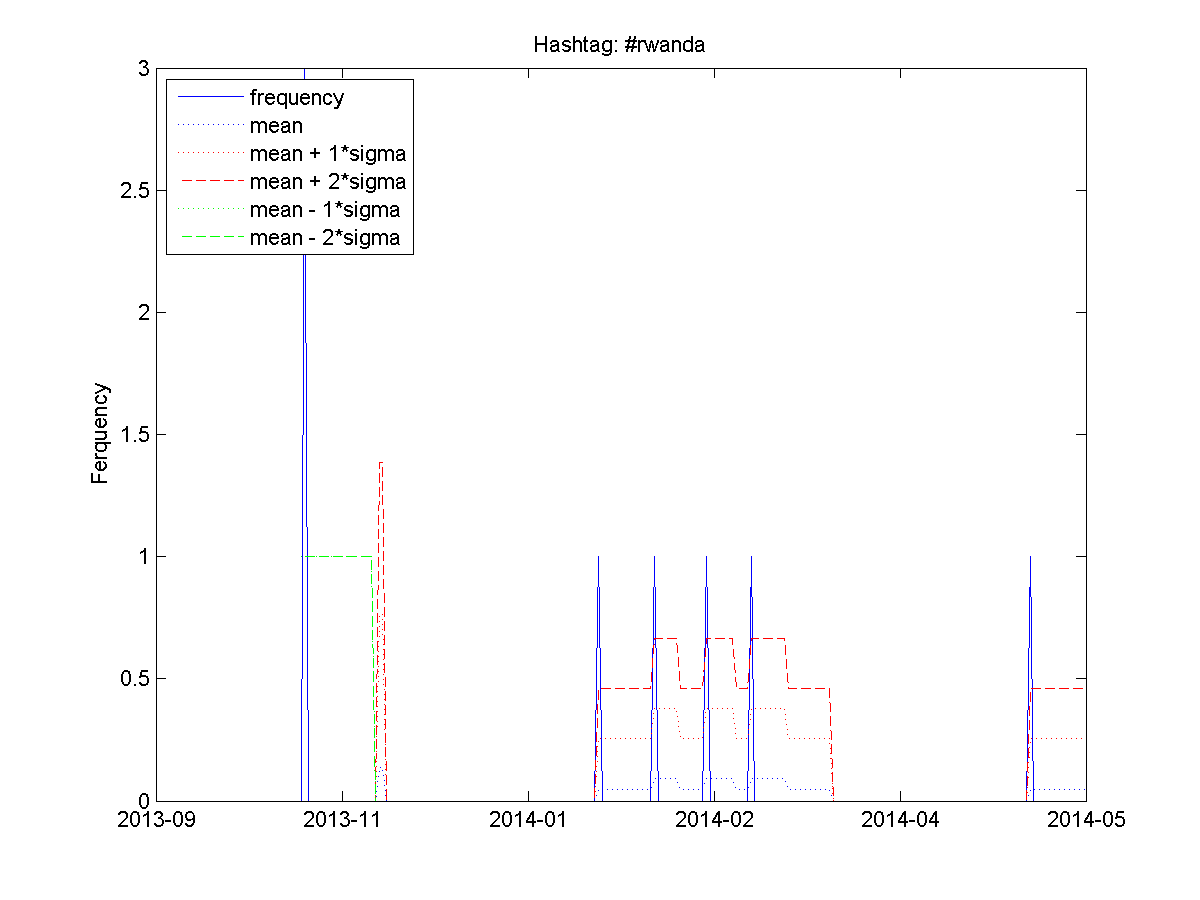 Hashtag: #rwanda
3
frequency
mean
mean + 1*sigma
mean + 2*sigma
mean - 1*sigma
mean - 2*sigma
2.5
2
1.5
1
0.5
0
Ferquency
2013-09 2013-11 2014-01 2014-02 2014-04 2014-05